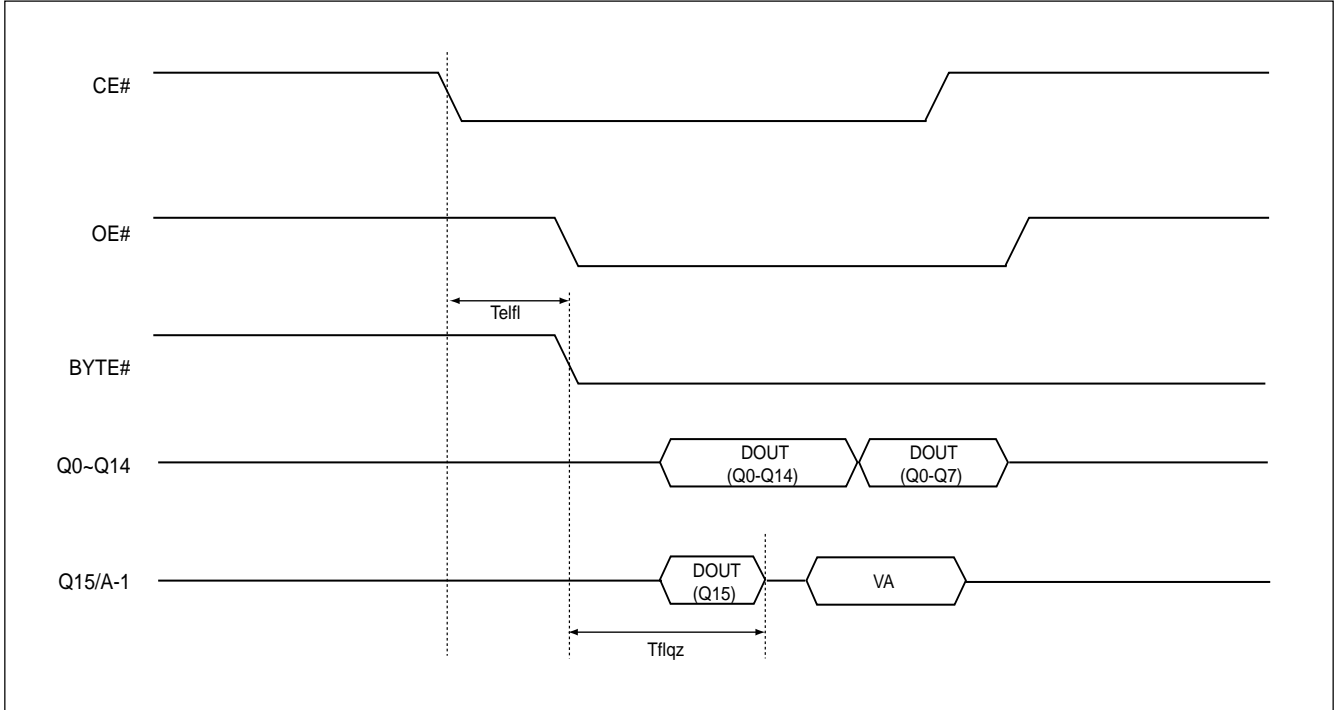 CE#
OE#
Telfl
BYTE#
Q0~Q14
DOUT
(Q0-Q14)
DOUT
(Q0-Q7)
Q15/A-1
DOUT
(Q15)
VA
Tflqz